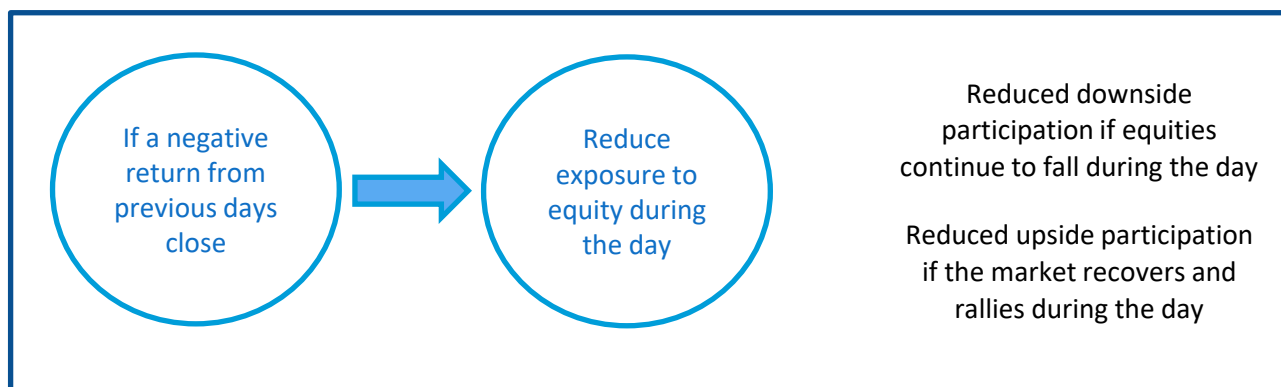 If a negative
return from
previous days
close
Reduce
exposure to
equity during
the day
Reduced downside
participation if equities
continue to fall during the day
Reduced upside participation
if the market recovers and
rallies during the day